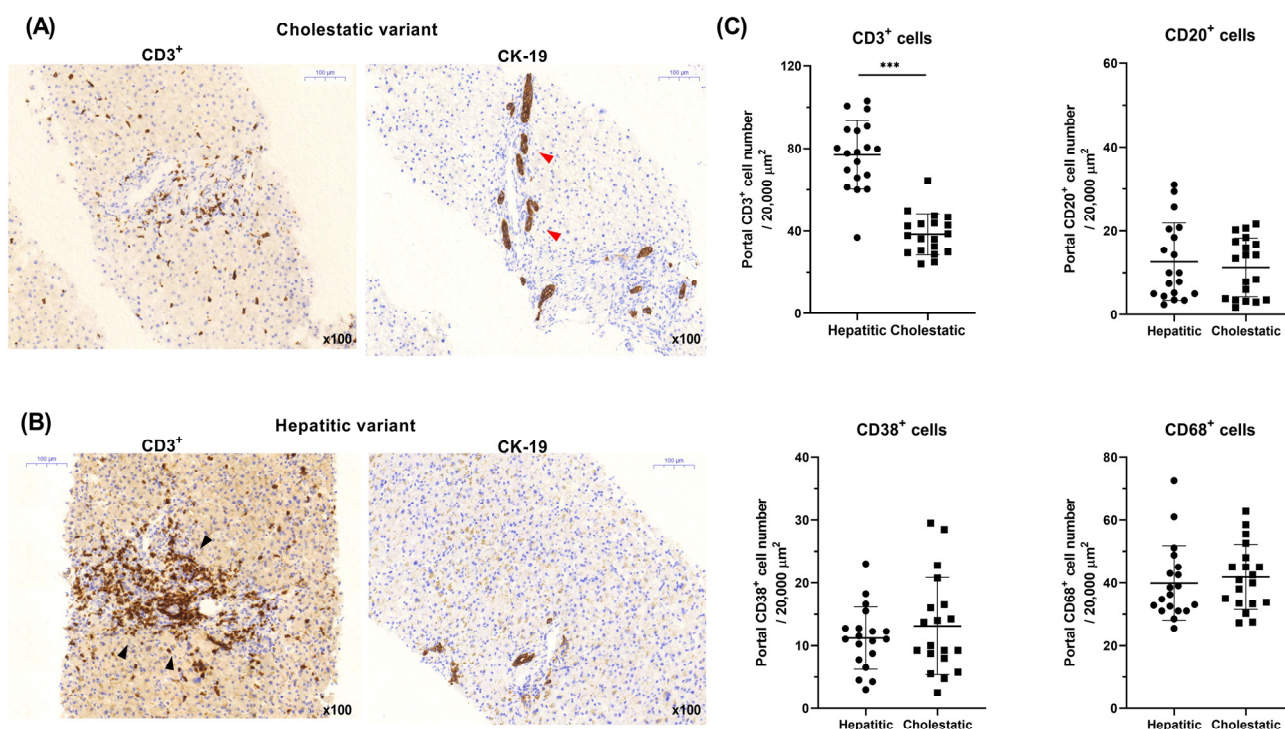 (A)
Cholestatic variant
CD3⁺
CK-19
100 µm
100 µm
x100
x100
(B)
Hepatitic variant
CD3⁺
CK-19
100 µm
100 µm
x100
x100
(C)
CD3⁺ cells
Portal CD3⁺ cell number
/ 20,000 µm²
120
80
40
0
***
Hepatitic Cholestatic
CD20⁺ cells
Portal CD20⁺ cell number
/ 20,000 µm²
60
40
20
0
Hepatitic Cholestatic
CD38⁺ cells
Portal CD38⁺ cell number
/ 20,000 µm²
40
30
20
10
0
Hepatitic Cholestatic
CD68⁺ cells
Portal CD68⁺ cell number
/ 20,000 µm²
80
60
40
20
0
Hepatitic Cholestatic